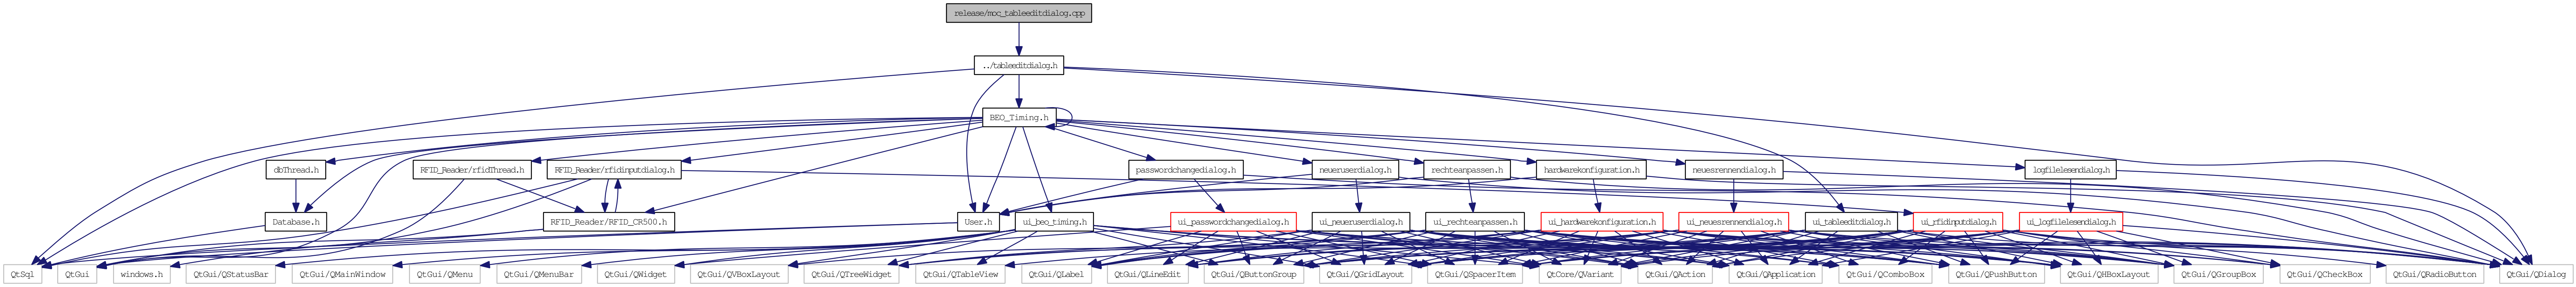 release/moc_tableeditdialog.cpp
../tableeditdialog.h
BEO_Timing.h
dbThread.h
RFID_Reader/rfidThread.h
RFID_Reader/rfidinputdialog.h
passwordchangedialog.h
neueruserdialog.h
rechteanpassen.h
hardwarekonfiguration.h
neuesrennendialog.h
logfilelesendialog.h
Database.h
RFID_Reader/RFID_CR500.h
User.h
ui_beo_timing.h
ui_passwordchangedialog.h
ui_neueruserdialog.h
ui_rechteanpassen.h
ui_hardwarekonfiguration.h
ui_neuesrennendialog.h
ui_tableeditdialog.h
ui_rfidinputdialog.h
ui_logfilelesendialog.h
QtSql
QtGui
windows.h
QtGui/QStatusBar
QtGui/QMainWindow
QtGui/QMenu
QtGui/QMenuBar
QtGui/QWidget
QtGui/QVBoxLayout
QtGui/QTreeWidget
QtGui/QTableView
QtGui/QLabel
QtGui/QLineEdit
QtGui/QButtonGroup
QtGui/QGridLayout
QtGui/QSpacerItem
QtCore/QVariant
QtGui/QAction
QtGui/QApplication
QtGui/QComboBox
QtGui/QPushButton
QtGui/QHBoxLayout
QtGui/QGroupBox
QtGui/QCheckBox
QtGui/QRadioButton
QtGui/QDialog